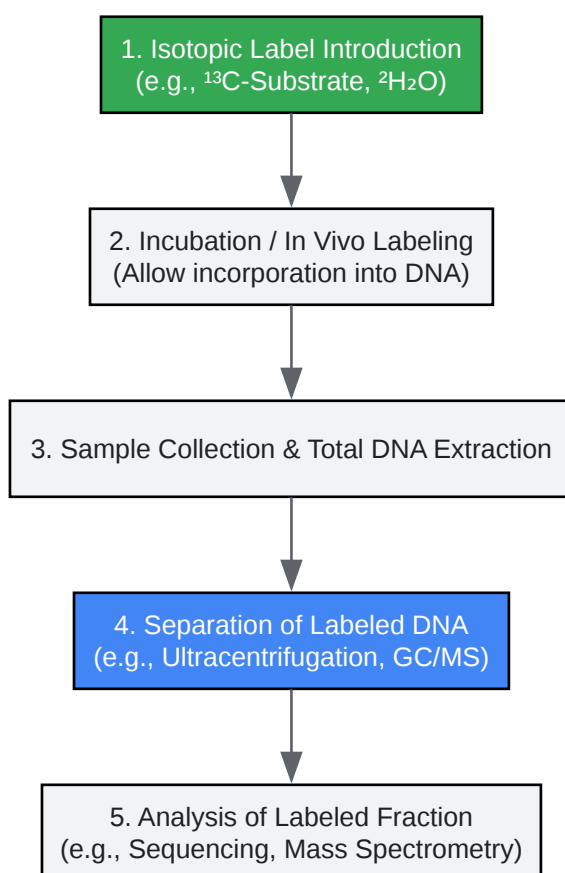 1. Isotopic Label Introduction
(e.g., ¹³C-Substrate, ²H₂O)
2. Incubation / In Vivo Labeling
(Allow incorporation into DNA)
3. Sample Collection & Total DNA Extraction
4. Separation of Labeled DNA
(e.g., Ultracentrifugation, GC/MS)
5. Analysis of Labeled Fraction
(e.g., Sequencing, Mass Spectrometry)